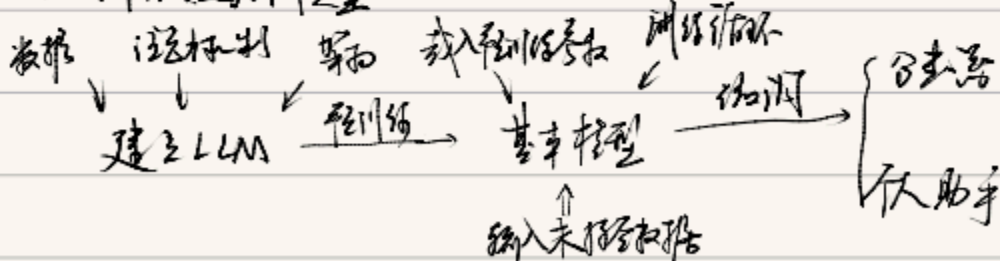 数据 注意机制 架构 载入预训练参数 训练循环
建立LLM 预训练 基本模型 微调 分类器
个人助手
输入未标签数据